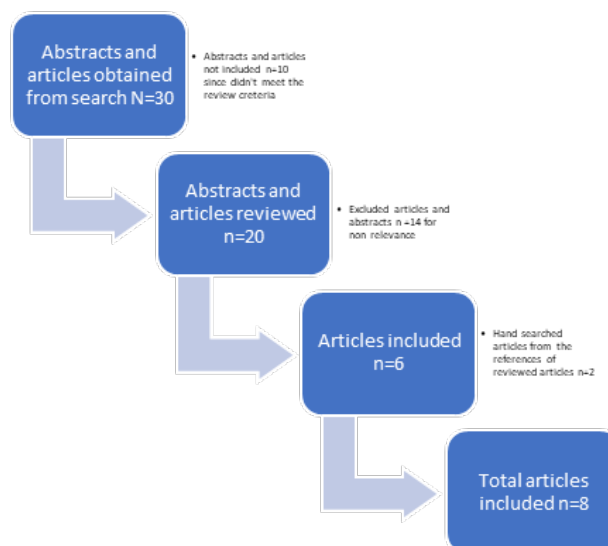 Abstracts and
articles obtained
from search N=30
• Abstracts and articles
not included n=10
since didn't meet the
review creteria
Abstracts and
articles reviewed
n=20
• Excluded articles and
abstracts n =14 for
non relevance
Articles included
n=6
• Hand searched
articles from the
references of
reviewed articles n=2
Total articles
included n=8